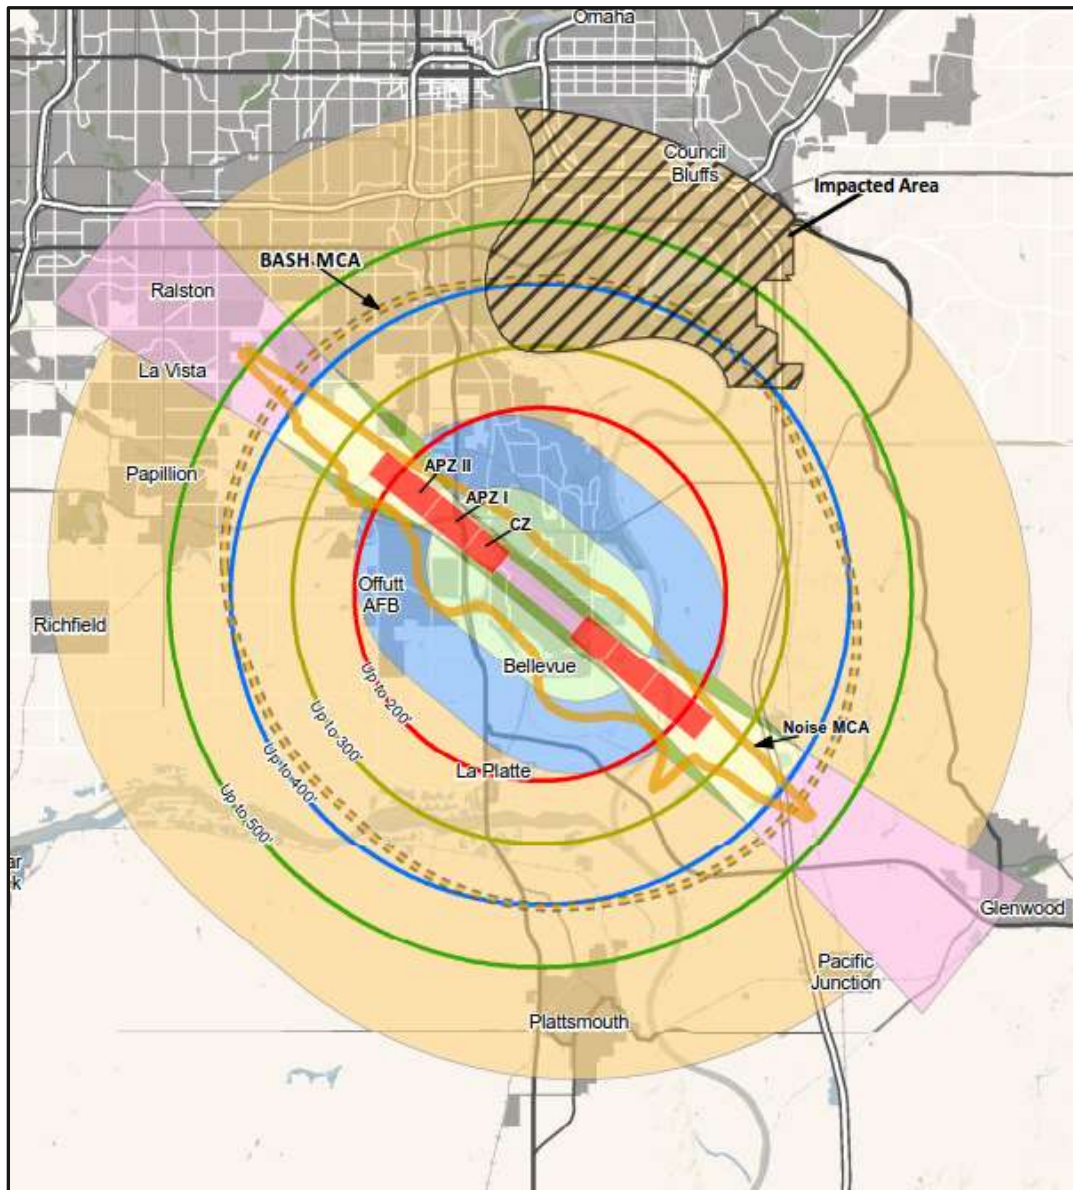 Omaha
Council
Bluffs
Impacted Area
BASH MCA
Ralston
La Vista
Papillion
APZ II
APZ I
CZ
Offutt
AFB
Richfield
Bellevue
Up to 200'
Up to 300'
Noise MCA
Up to 400'
La Platte
Up to 500'
ar
k
Glenwood
Pacific
Junction
Plattsmouth